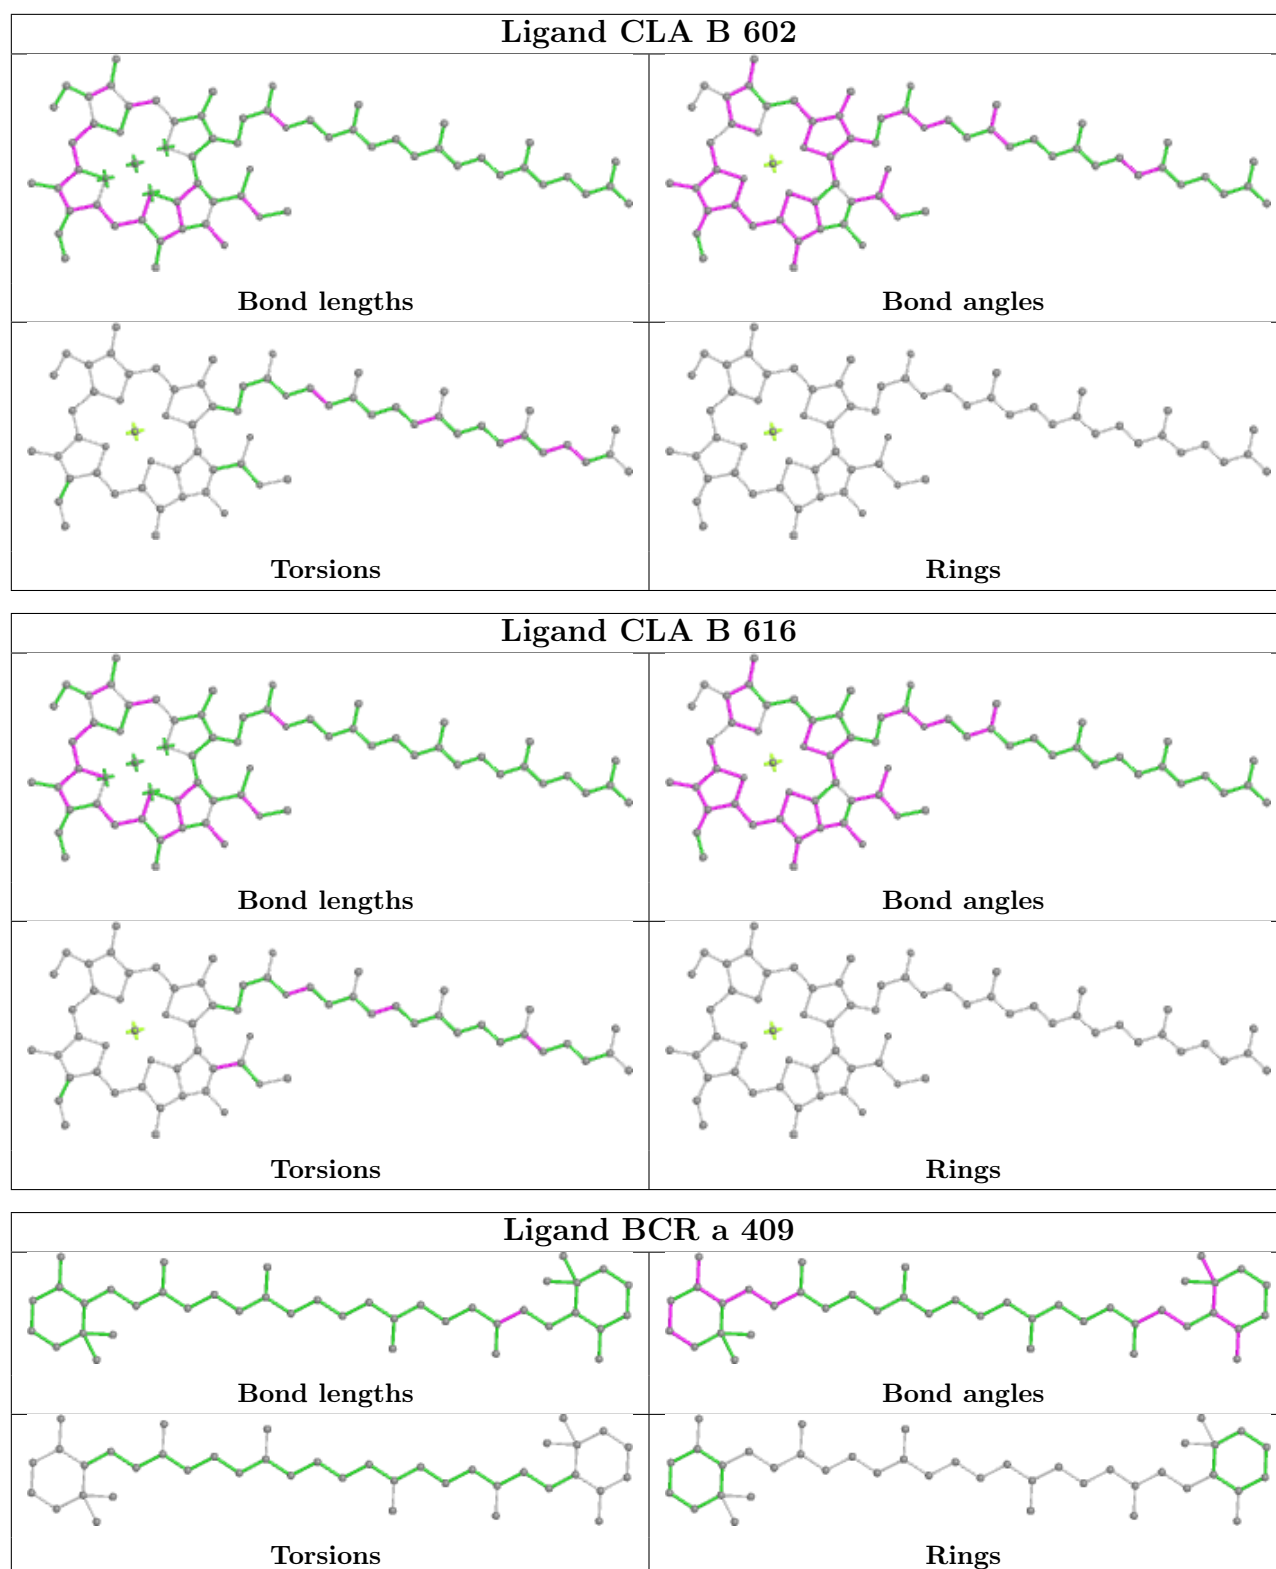 Ligand CLA B 602
Bond lengths
Bond angles
Torsions
Rings
Ligand CLA B 616
Bond lengths
Bond angles
Torsions
Rings
Ligand BCR a 409
Bond lengths
Bond angles
Torsions
Rings